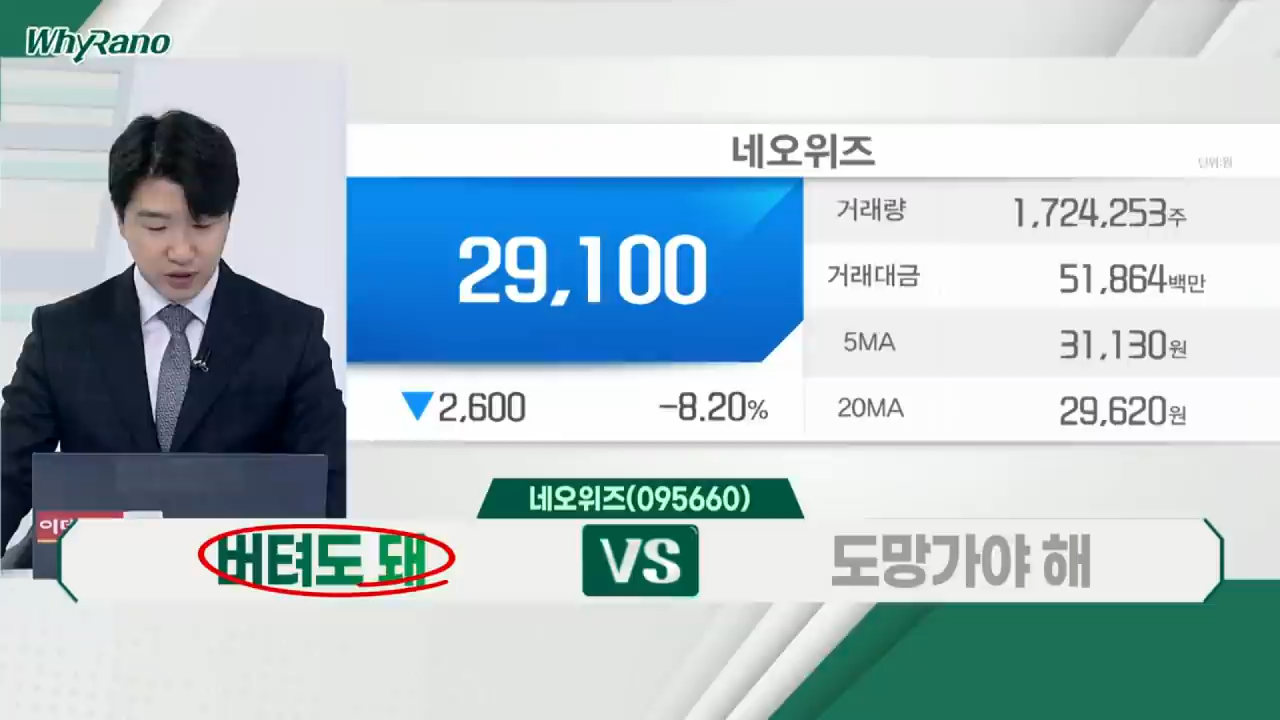 WhyRano
네오위즈
단위:원
29,100
▼2,600 -8.20%
거래량 1,724,253주
거래대금 51,864백만
5MA 31,130원
20MA 29,620원
네오위즈(095660)
버텨도 돼 VS 도망가야 해